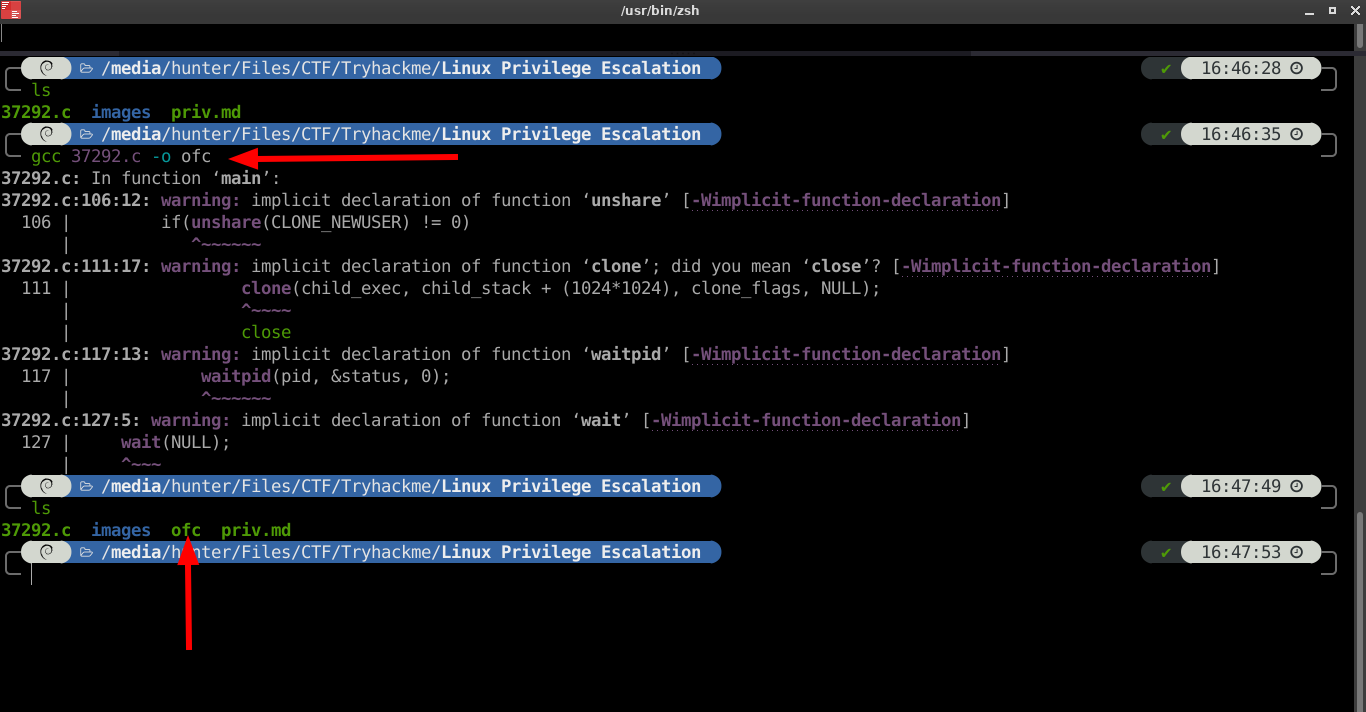 /usr/bin/zsh
/media/hunter/Files/CTF/Tryhackme/Linux Privilege Escalation ✔ 16:46:28
ls
37292.c images priv.md
/media/hunter/Files/CTF/Tryhackme/Linux Privilege Escalation ✔ 16:46:35
gcc 37292.c -o ofc
37292.c: In function ‘main’:
37292.c:106:12: warning: implicit declaration of function ‘unshare’ [-Wimplicit-function-declaration]
106 | if(unshare(CLONE_NEWUSER) != 0)
| ^~~~~~~
37292.c:111:17: warning: implicit declaration of function ‘clone’; did you mean ‘close’? [-Wimplicit-function-declaration]
111 | clone(child_exec, child_stack + (1024*1024), clone_flags, NULL);
| ^~~~~
| close
37292.c:117:13: warning: implicit declaration of function ‘waitpid’ [-Wimplicit-function-declaration]
117 | waitpid(pid, &status, 0);
| ^~~~~~~
37292.c:127:5: warning: implicit declaration of function ‘wait’ [-Wimplicit-function-declaration]
127 | wait(NULL);
| ^~~~
/media/hunter/Files/CTF/Tryhackme/Linux Privilege Escalation ✔ 16:47:49
ls
37292.c images ofc priv.md
/media/hunter/Files/CTF/Tryhackme/Linux Privilege Escalation ✔ 16:47:53